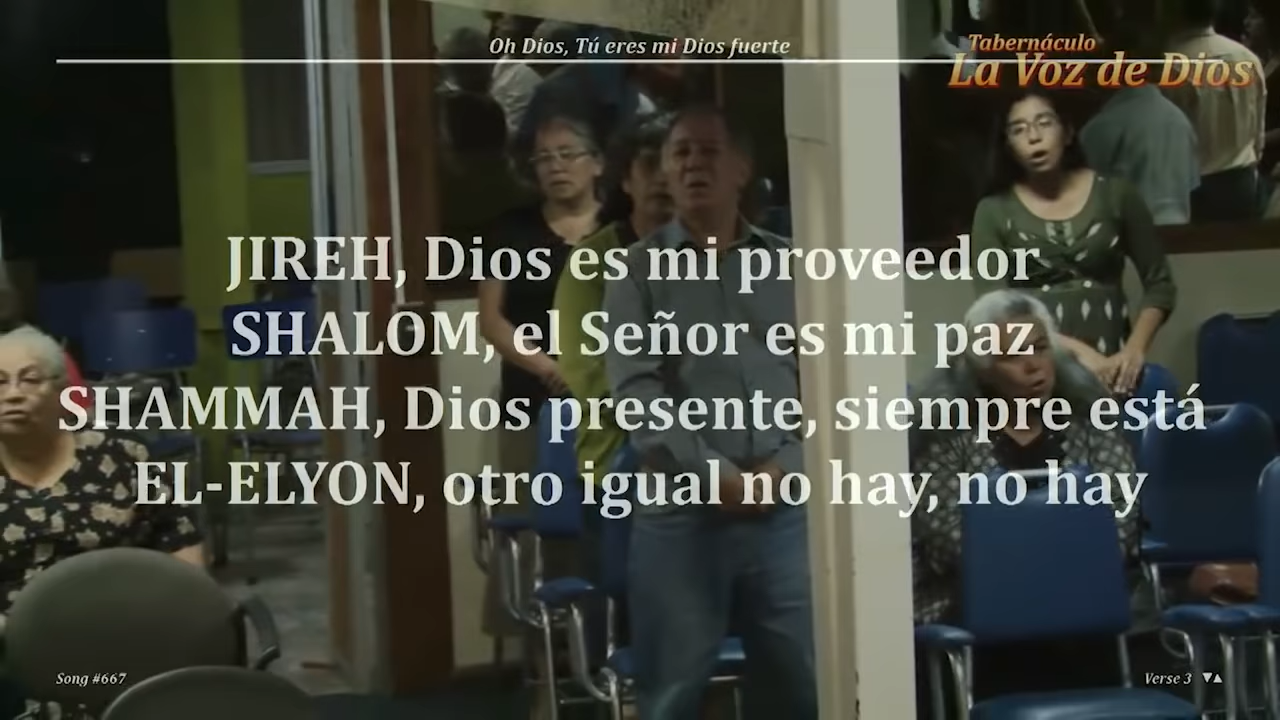 Oh Dios, Tú eres mi Dios fuerte
Tabernáculo
La Voz de Dios
JIREH, Dios es mi proveedor
SHALOM, el Señor es mi paz
SHAMMAH, Dios presente, siempre está
EL-ELYON, otro igual no hay, no hay
Song #667
Verse 3 ▼▲